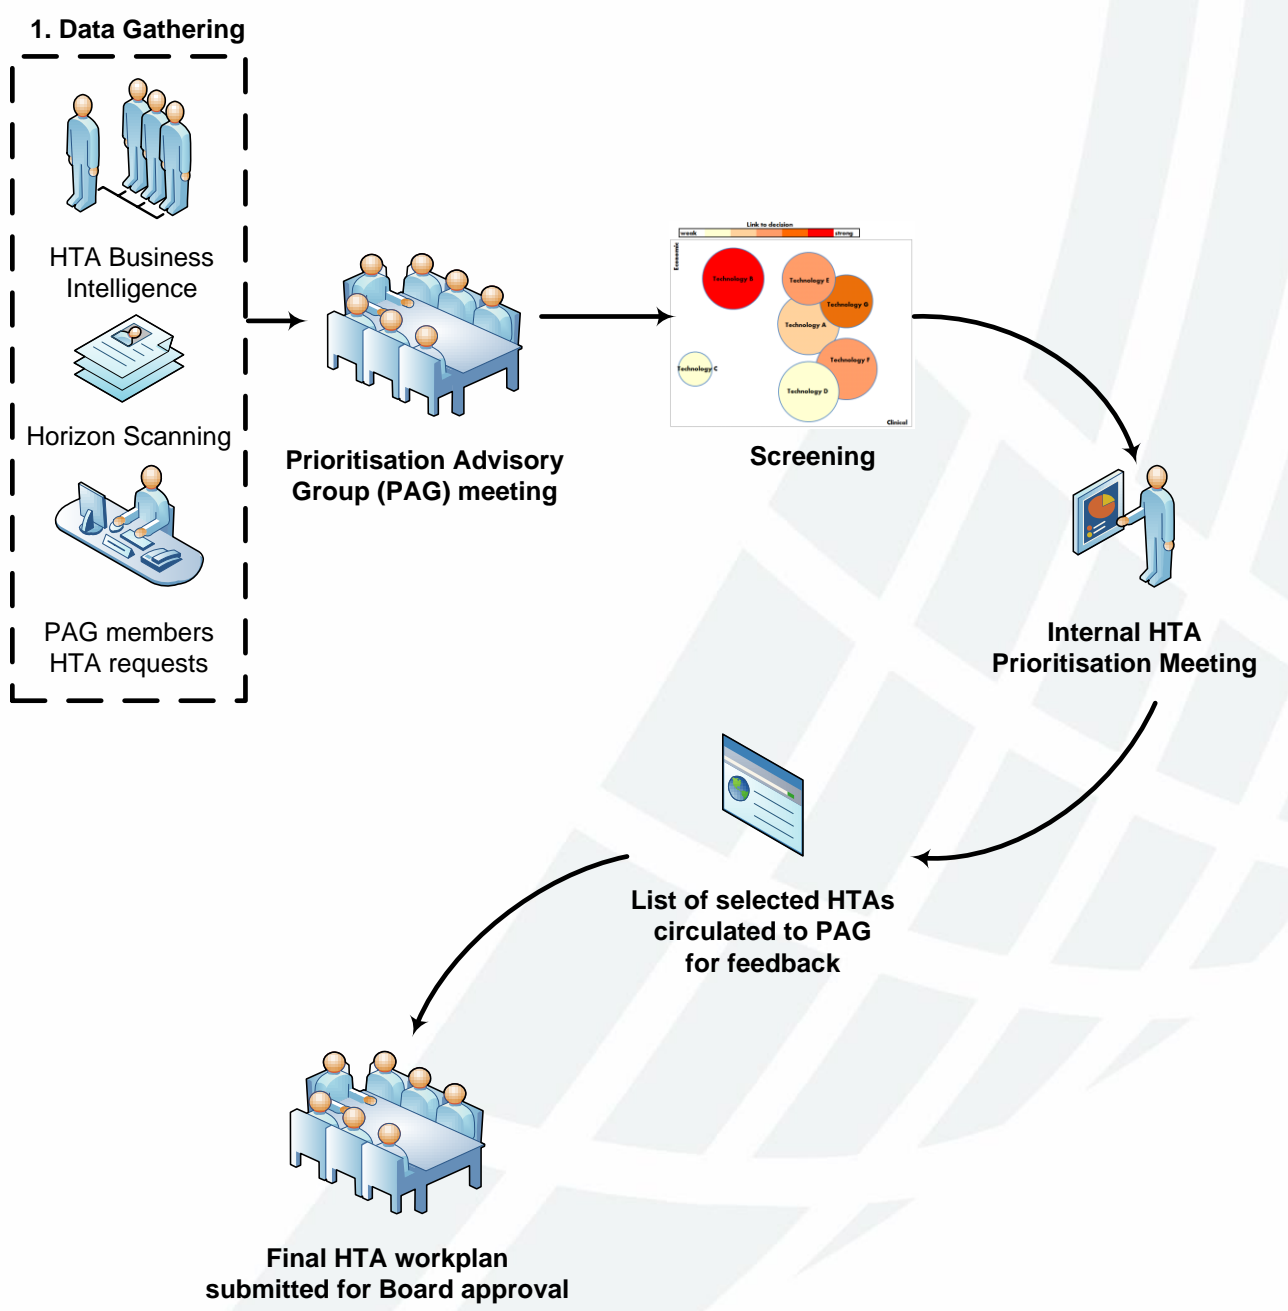 1. Data Gathering
HTA Business
Intelligence
Horizon Scanning
PAG members
HTA requests
Prioritisation Advisory
Group (PAG) meeting
Link to decision
weak strong
Economic
Technology B
Technology E
Technology G
Technology A
Technology F
Technology C
Technology D
Clinical
Screening
Internal HTA
Prioritisation Meeting
List of selected HTAs
circulated to PAG
for feedback
Final HTA workplan
submitted for Board approval